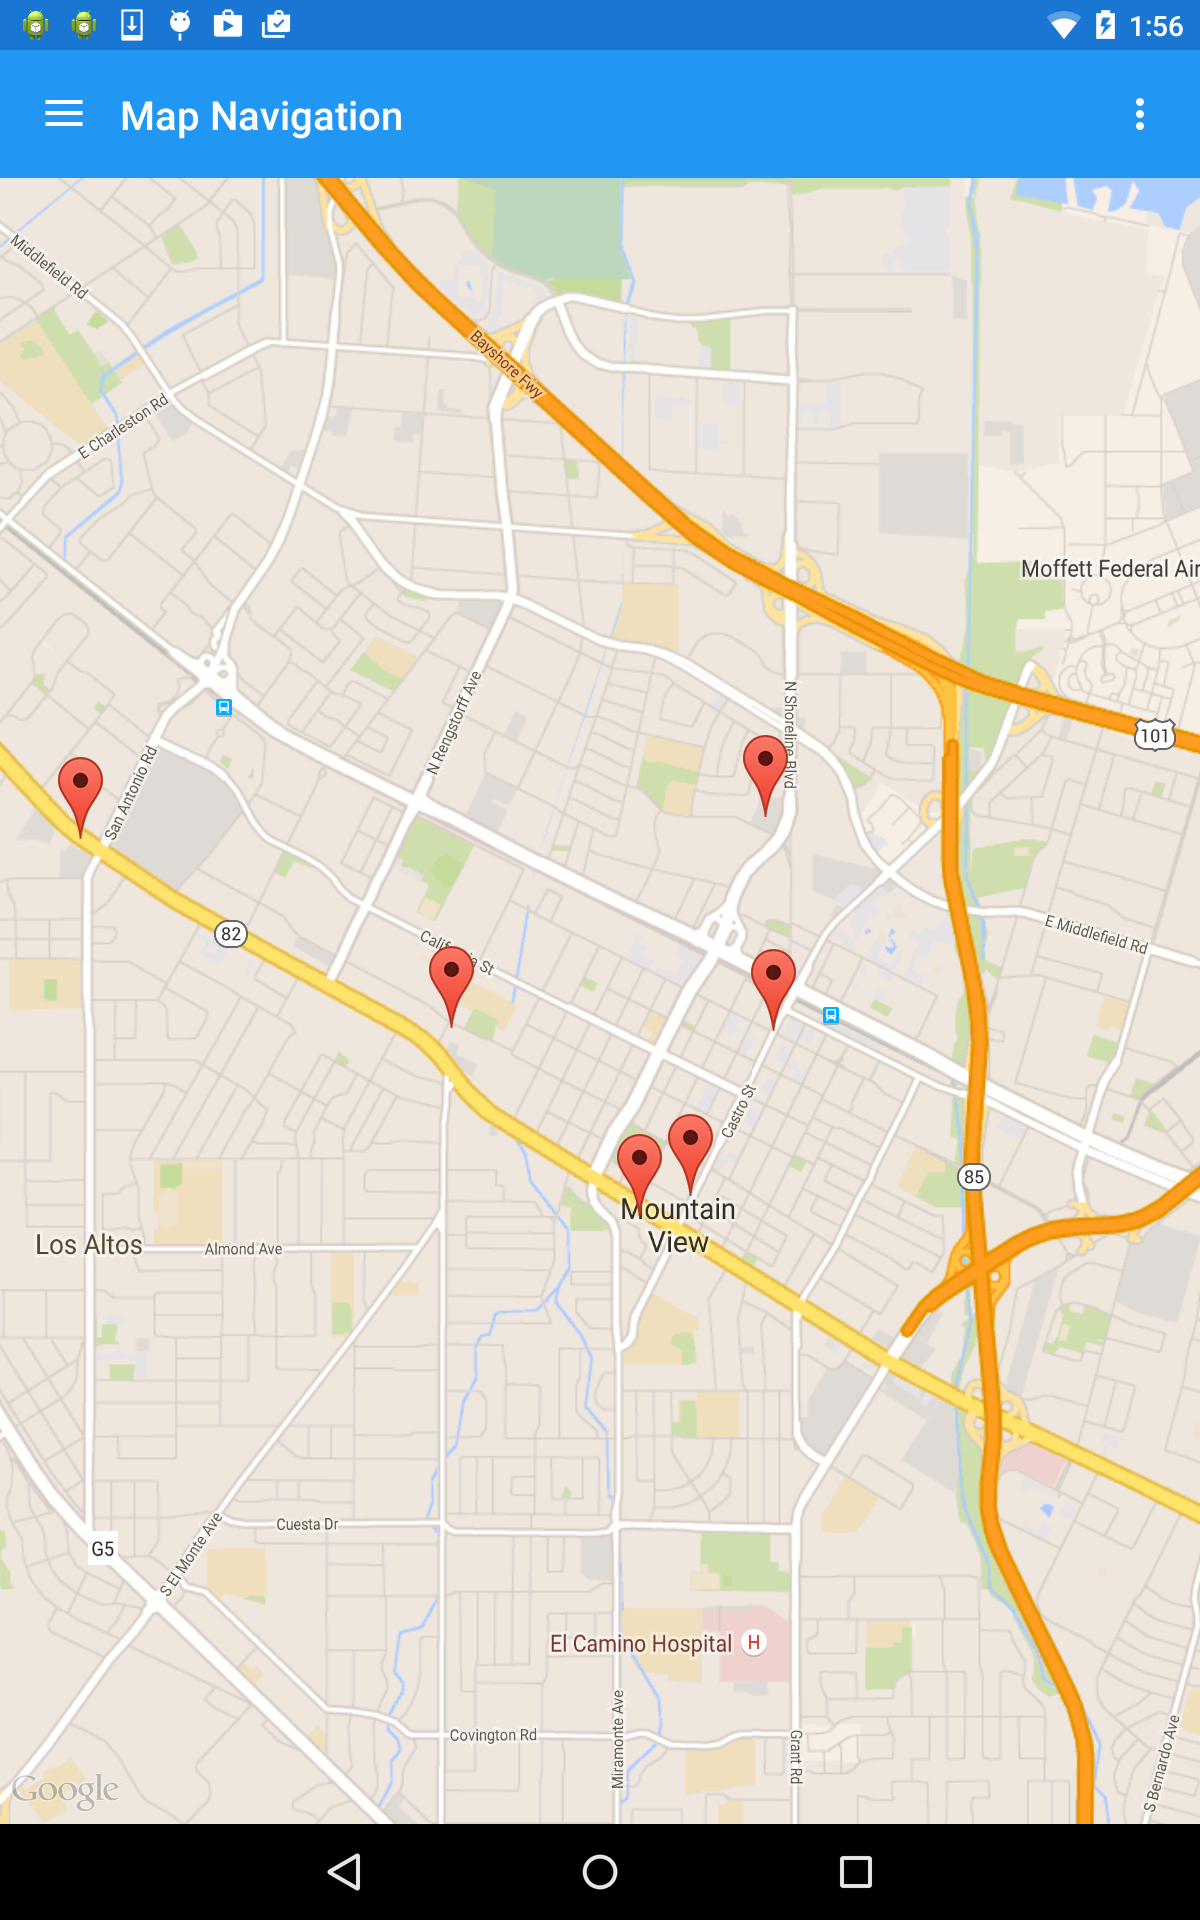 1:56
Map Navigation
Middlefield Rd
Bayshore Fwy
E Charleston Rd
Moffett Federal Air
N Rengstorff Ave
N Shoreline Blvd
101
San Antonio Rd
82
California St
E Middlefield Rd
Castro St
85
Mountain
View
Los Altos
Almond Ave
Cuesta Dr
G5
S El Monte Ave
El Camino Hospital H
Covington Rd
Miramonte Ave
Grant Rd
S Bernardo Ave
Google